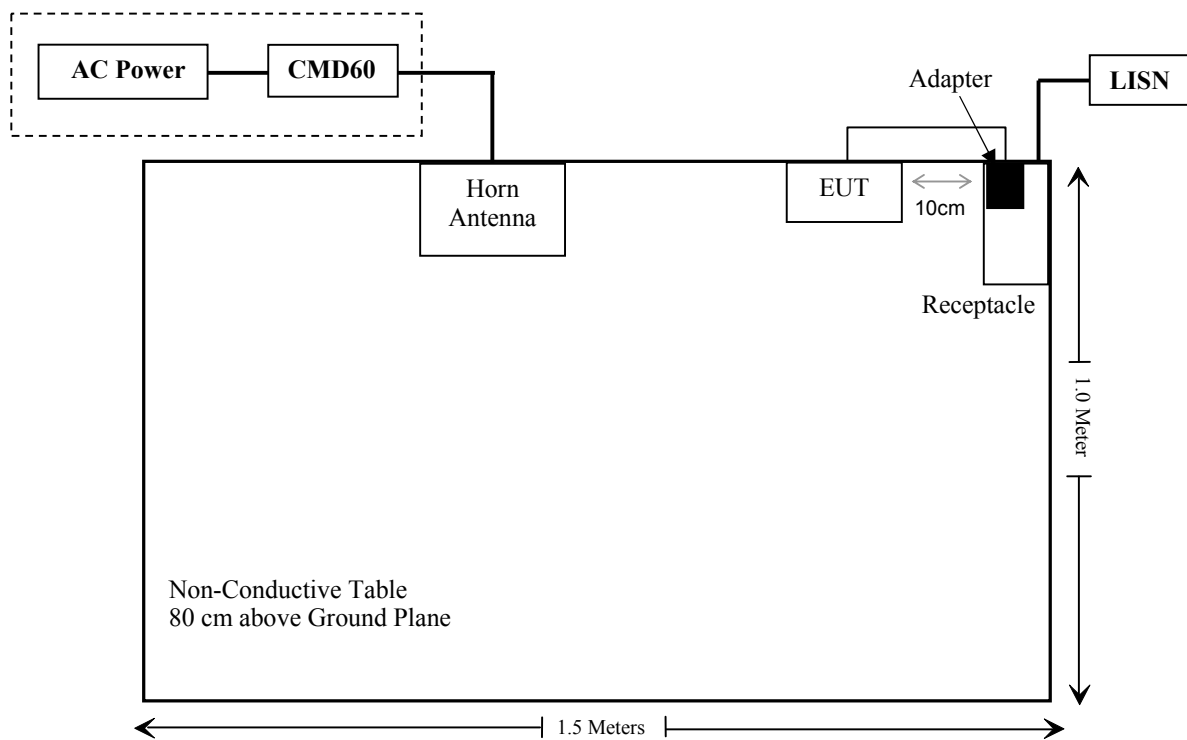 AC Power
CMD60
Adapter
LISN
Horn
Antenna
EUT
10cm
Receptacle
1.0 Meter
Non-Conductive Table
80 cm above Ground Plane
1.5 Meters